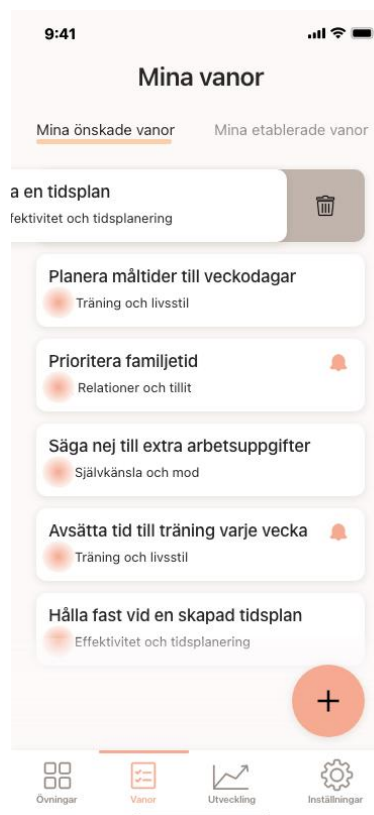 9:41
Mina vanor
Mina önskade vanor
Mina etablerade vanor
a en tidsplan
fektivitet och tidsplanering
Planera måltider till veckodagar
Träning och livsstil
Prioritera familjetid
Relationer och tillit
Säga nej till extra arbetsuppgifter
Självkänsla och mod
Avsätta tid till träning varje vecka
Träning och livsstil
Hålla fast vid en skapad tidsplan
Effektivitet och tidsplanering
+
Övningar
Vanor
Utveckling
Inställningar